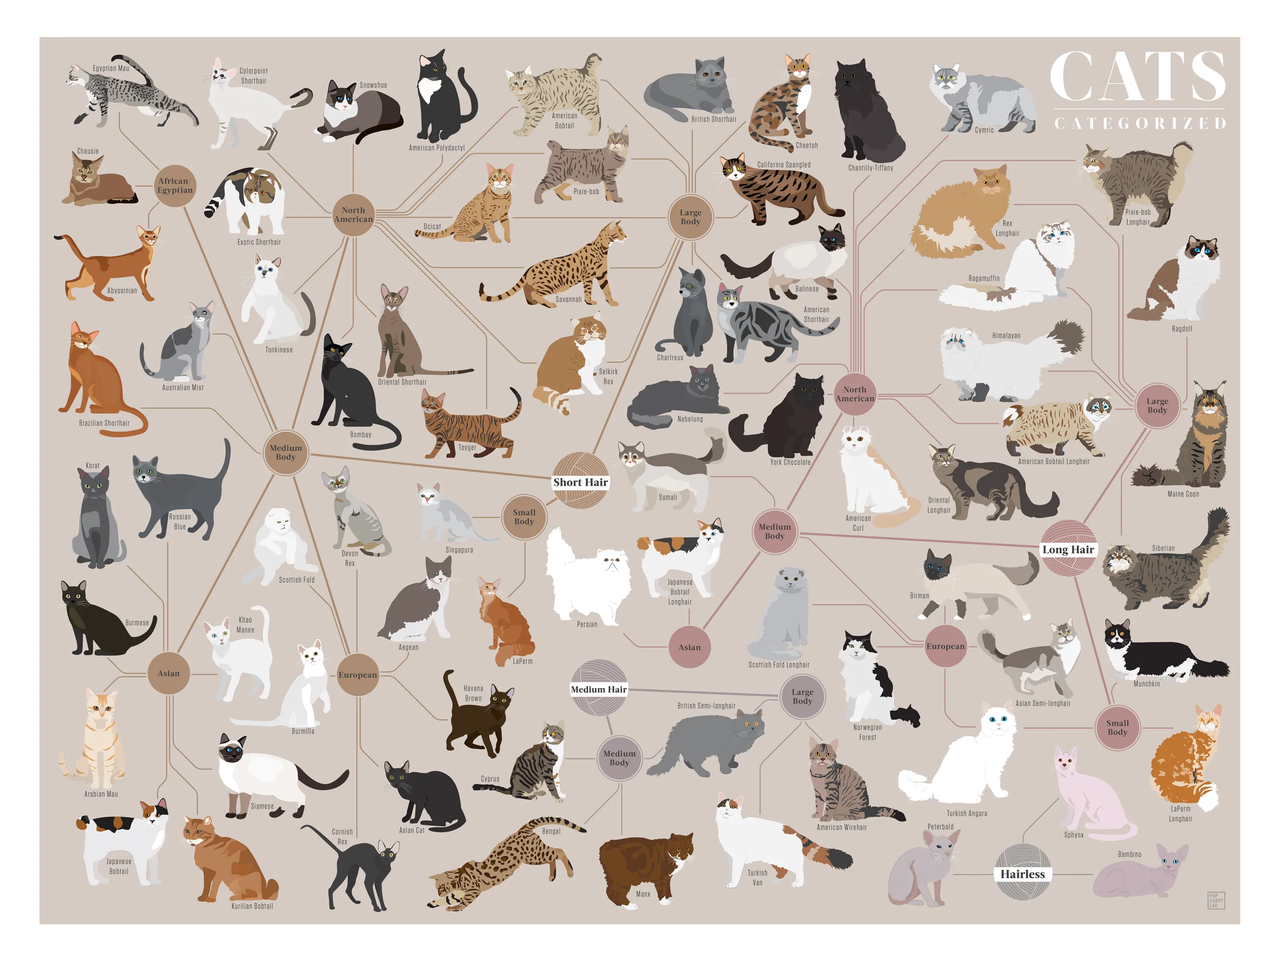 CATS
CATEGORIZED
Egyptian Mau
Colorpoint
Shorthair
Snowshoe
American Polydactyl
American
Bobtail
British Shorthair
Cheetoh
Chantilly-Tiffany
Cymric
Chausie
African/
Egyptian
Exotic Shorthair
North
American
Ocicat
Pixie-bob
Large
Body
California Spangled
Rex
Longhair
Pixie-bob
Longhair
Abyssinian
Tonkinese
Savannah
Balinese
Ragamuffin
Ragdoll
Australian Mist
Oriental Shorthair
Selkirk
Rex
Chartreux
American
Shorthair
Himalayan
Brazilian Shorthair
Bombay
Toyger
Nebelung
York Chocolate
North
American
American Bobtail Longhair
Large
Body
Maine Coon
Medium
Body
Short Hair
Somali
American
Curl
Oriental
Longhair
Korat
Russian
Blue
Scottish Fold
Devon
Rex
Singapura
Small
Body
Medium
Body
Long Hair
Siberian
Persian
Japanese
Bobtail
Longhair
Birman
Burmese
Khao
Manee
Aegean
LaPerm
Asian
Scottish Fold Longhair
European
Asian Semi-longhair
Munchkin
Asian
Burmilla
European
Havana
Brown
Medium Hair
British Semi-longhair
Large
Body
Norwegian
Forest
Turkish Angora
Small
Body
LaPerm
Longhair
Arabian Mau
Siamese
Asian Cat
Cyprus
Medium
Body
American Wirehair
Peterbald
Sphynx
Bambino
Japanese
Bobtail
Kurilian Bobtail
Cornish
Rex
Bengal
Manx
Turkish
Van
Hairless
POP
CHART
LAB